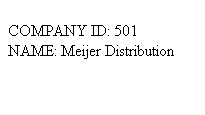 COMPANY ID: 501
NAME: Meijer Distribution